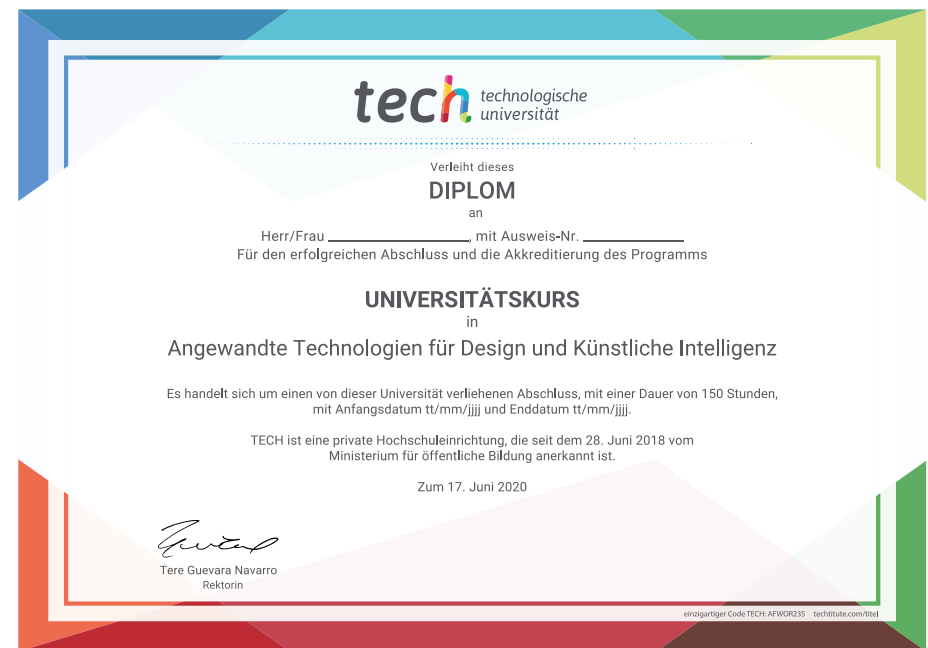 tech technologische
universität
Verleiht dieses
DIPLOM
an
Herr/Frau ____________________, mit Ausweis-Nr. ______________
Für den erfolgreichen Abschluss und die Akkreditierung des Programms
UNIVERSITÄTSKURS
in
Angewandte Technologien für Design und Künstliche Intelligenz
Es handelt sich um einen von dieser Universität verliehenen Abschluss, mit einer Dauer von 150 Stunden,
mit Anfangsdatum tt/mm/jjjj und Enddatum tt/mm/jjjj.
TECH ist eine private Hochschuleinrichtung, die seit dem 28. Juni 2018 vom
Ministerium für öffentliche Bildung anerkannt ist.
Zum 17. Juni 2020
Tere Guevara Navarro
Rektorin
einzigartiger Code TECH: AFWOR23S techtitute.com/titel